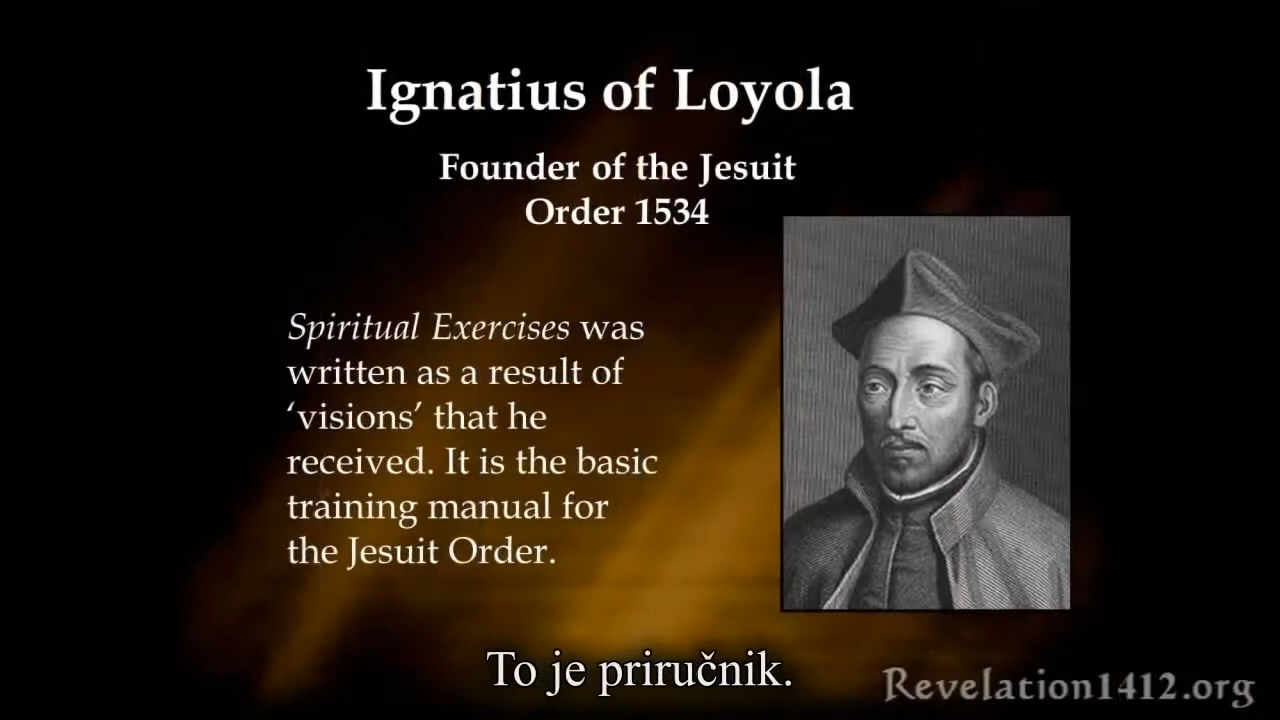 Ignatius of Loyola
Founder of the Jesuit
Order 1534
Spiritual Exercises was
written as a result of
‘visions’ that he
received. It is the basic
training manual for
the Jesuit Order.
To je priručnik.
Revelation1412.org